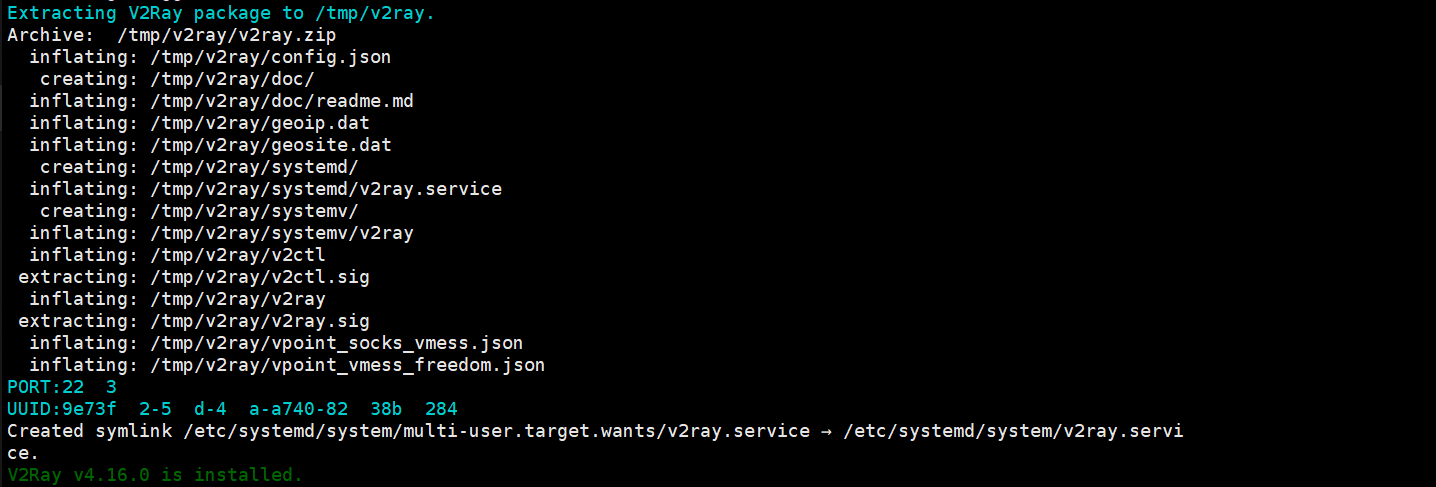 Extracting V2Ray package to /tmp/v2ray.
Archive:  /tmp/v2ray/v2ray.zip
  inflating: /tmp/v2ray/config.json
   creating: /tmp/v2ray/doc/
  inflating: /tmp/v2ray/doc/readme.md
  inflating: /tmp/v2ray/geoip.dat
  inflating: /tmp/v2ray/geosite.dat
   creating: /tmp/v2ray/systemd/
  inflating: /tmp/v2ray/systemd/v2ray.service
   creating: /tmp/v2ray/systemv/
  inflating: /tmp/v2ray/systemv/v2ray
  inflating: /tmp/v2ray/v2ctl
 extracting: /tmp/v2ray/v2ctl.sig
  inflating: /tmp/v2ray/v2ray
 extracting: /tmp/v2ray/v2ray.sig
  inflating: /tmp/v2ray/vpoint_socks_vmess.json
  inflating: /tmp/v2ray/vpoint_vmess_freedom.json
PORT:22  3
UUID:9e73f  2-5  d-4  a-a740-82  38b  284
Created symlink /etc/systemd/system/multi-user.target.wants/v2ray.service → /etc/systemd/system/v2ray.servi
ce.
V2Ray v4.16.0 is installed.